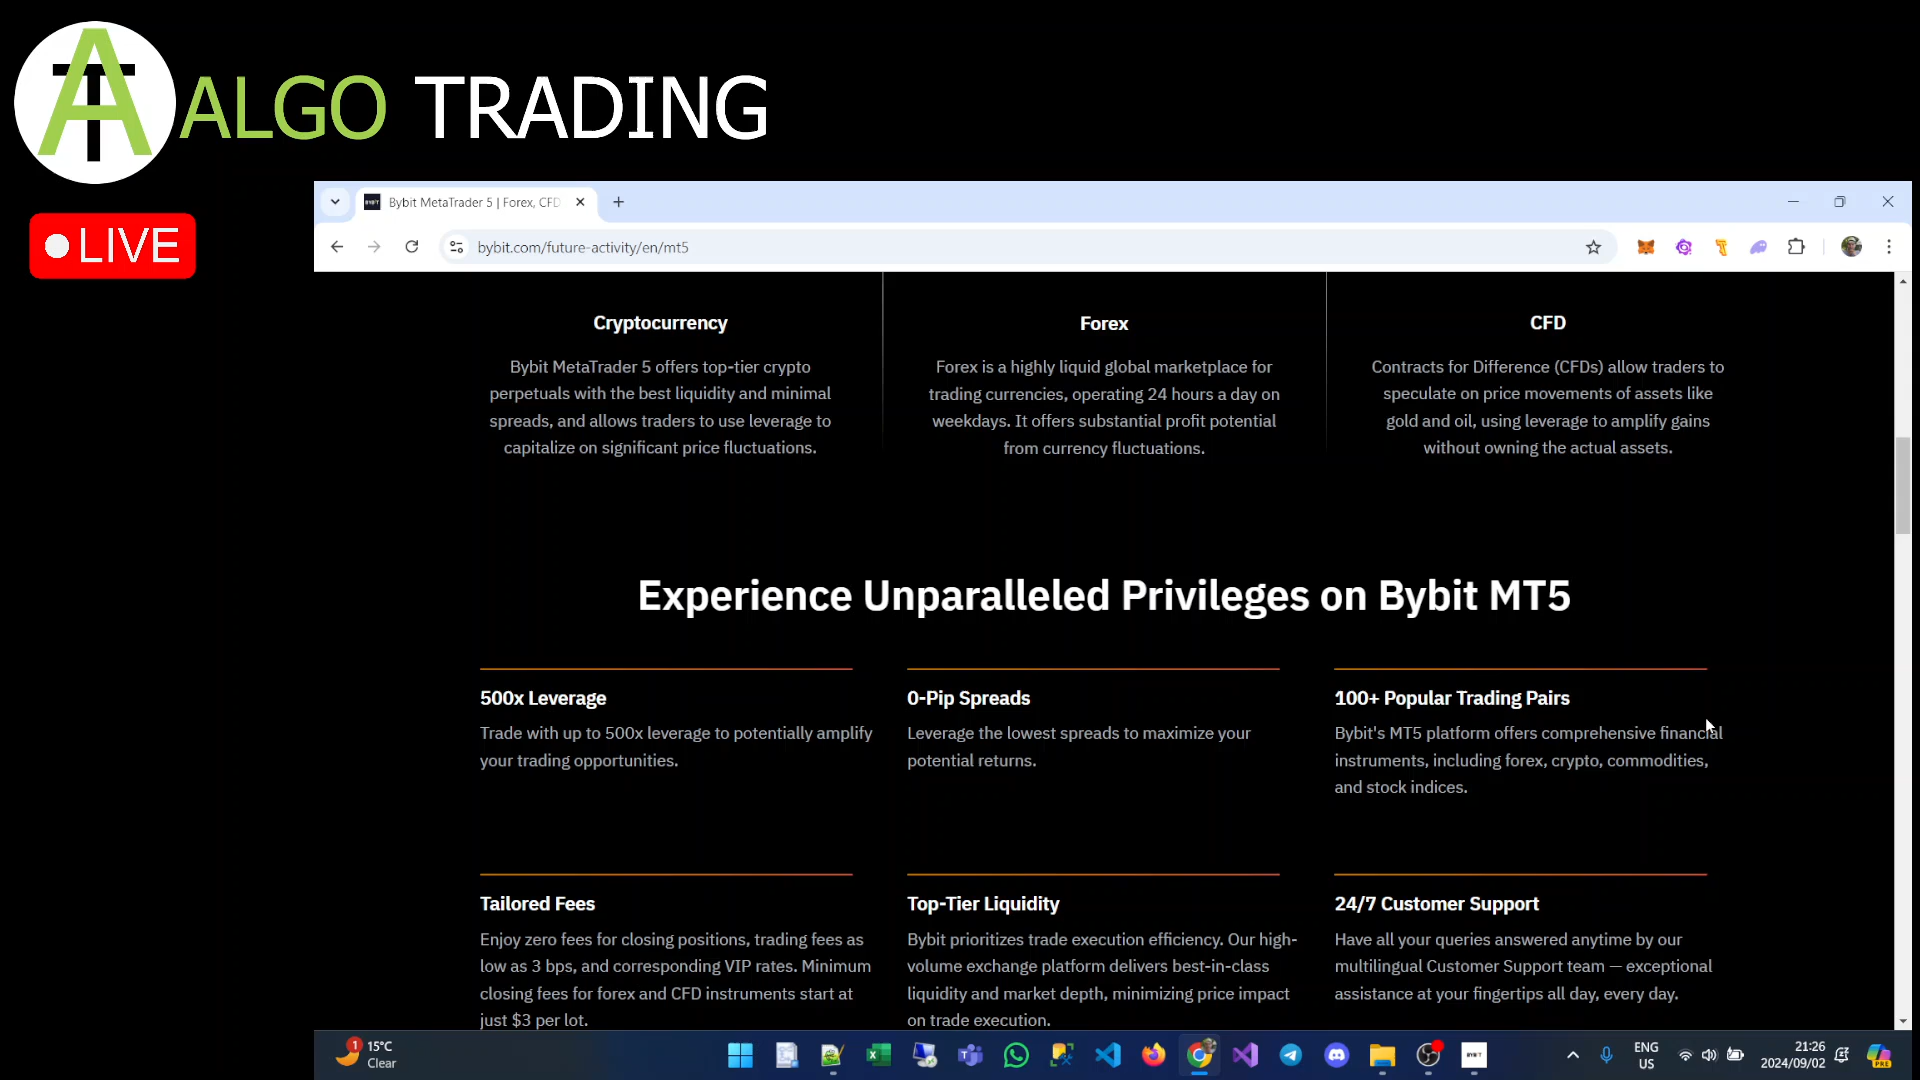 ALGO TRADING
LIVE
Bybit MetaTrader 5 | Forex, CFD
bybit.com/future-activity/en/mt5
Cryptocurrency
Bybit MetaTrader 5 offers top-tier crypto
perpetuals with the best liquidity and minimal
spreads, and allows traders to use leverage to
capitalize on significant price fluctuations.
Forex
Forex is a highly liquid global marketplace for
trading currencies, operating 24 hours a day on
weekdays. It offers substantial profit potential
from currency fluctuations.
CFD
Contracts for Difference (CFDs) allow traders to
speculate on price movements of assets like
gold and oil, using leverage to amplify gains
without owning the actual assets.
Experience Unparalleled Privileges on Bybit MT5
500x Leverage
Trade with up to 500x leverage to potentially amplify
your trading opportunities.
0-Pip Spreads
Leverage the lowest spreads to maximize your
potential returns.
100+ Popular Trading Pairs
Bybit's MT5 platform offers comprehensive financial
instruments, including forex, crypto, commodities,
and stock indices.
Tailored Fees
Enjoy zero fees for closing positions, trading fees as
low as 3 bps, and corresponding VIP rates. Minimum
closing fees for forex and CFD instruments start at
just $3 per lot.
Top-Tier Liquidity
Bybit prioritizes trade execution efficiency. Our high-
volume exchange platform delivers best-in-class
liquidity and market depth, minimizing price impact
on trade execution.
24/7 Customer Support
Have all your queries answered anytime by our
multilingual Customer Support team — exceptional
assistance at your fingertips all day, every day.
1
15°C
Clear
ENG
US
21:26
2024/09/02
PRE